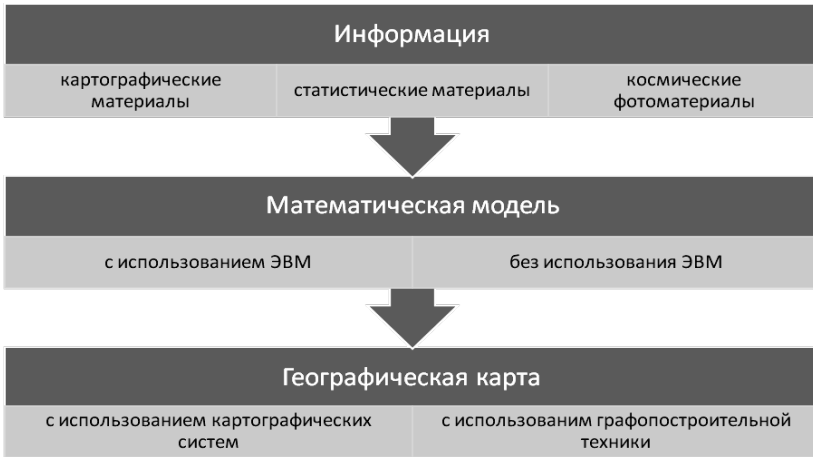 Информация
картографические
материалы
статистические материалы
космические
фотоматериалы
Математическая модель
с использованием ЭВМ
без использования ЭВМ
Географическая карта
с использованием картографических
систем
с использованим графопостроительной
техники